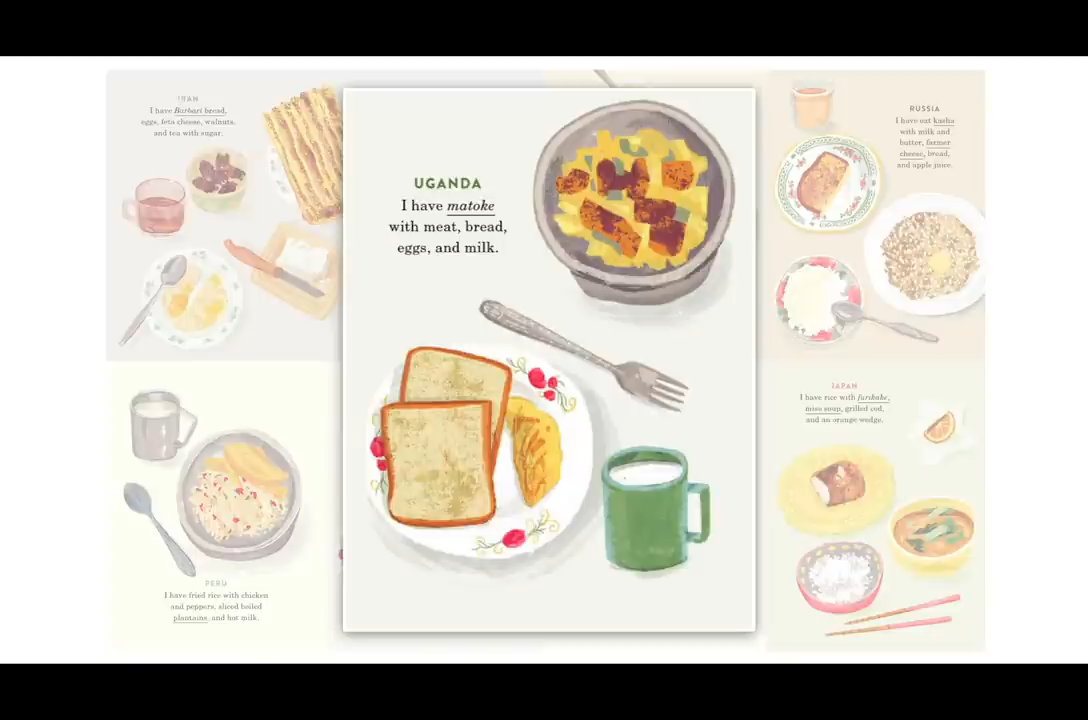 IRAN
I have Barbari bread,
eggs, feta cheese, walnuts,
and tea with sugar.
UGANDA
I have matoke
with meat, bread,
eggs, and milk.
RUSSIA
I have eat kasha
with milk and
butter, farmer
cheese, bread,
and apple juice.
PERU
I have fried rice with chicken
and peppers, sliced boiled
plantains, and hot milk.
JAPAN
I have rice with furikake,
miso soup, grilled cod,
and an orange wedge.